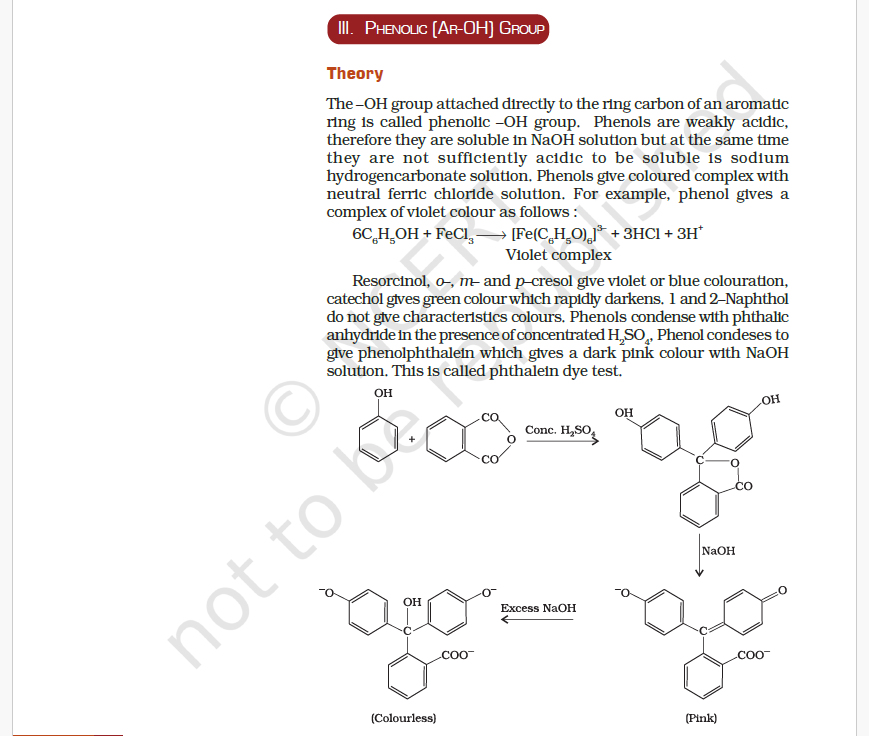 III. PHENOLIC (AR-OH) GROUP
Theory
The –OH group attached directly to the ring carbon of an aromatic
ring is called phenolic –OH group. Phenols are weakly acidic,
therefore they are soluble in NaOH solution but at the same time
they are not sufficiently acidic to be soluble is sodium
hydrogencarbonate solution. Phenols give coloured complex with
neutral ferric chloride solution. For example, phenol gives a
complex of violet colour as follows :
6C₆H₅OH + FeCl₃ ⟶ [Fe(C₆H₅O)₆]³⁻ + 3HCl + 3H⁺
Violet complex
Resorcinol, o–, m– and p–cresol give violet or blue colouration,
catechol gives green colour which rapidly darkens. 1 and 2–Naphthol
do not give characteristics colours. Phenols condense with phthalic
anhydride in the presence of concentrated H₂SO₄. Phenol condeses to
give phenolphthalein which gives a dark pink colour with NaOH
solution. This is called phthalein dye test.
OH
+
CO
O
CO
Conc. H₂SO₄
OH
OH
C
O
CO
NaOH
⁻O
OH
O⁻
C
COO⁻
(Colourless)
Excess NaOH
⁻O
O
C
COO⁻
(Pink)
© NCERT
not to be republished